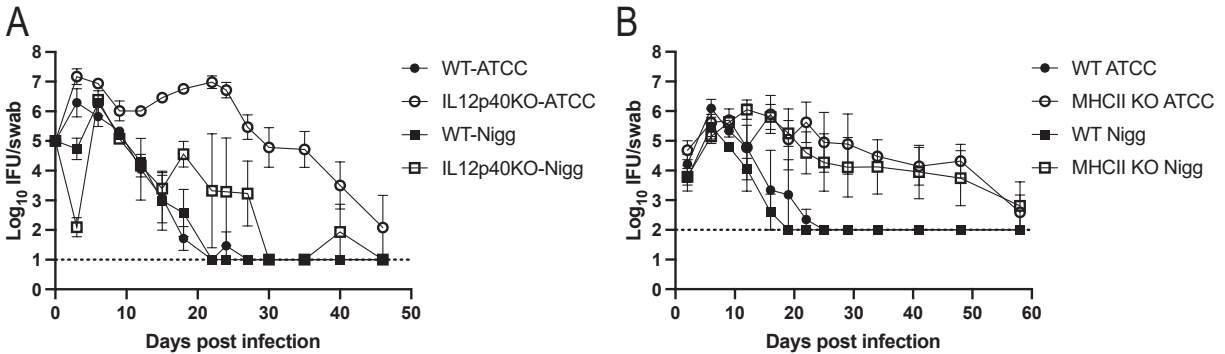 A
Log10 IFU/swab
8
7
6
5
4
3
2
1
0
0 10 20 30 40 50
Days post infection
WT-ATCC
IL12p40KO-ATCC
WT-Nigg
IL12p40KO-Nigg
B
Log10 IFU/swab
8
7
6
5
4
3
2
1
0
0 10 20 30 40 50 60
Days post infection
WT ATCC
MHCII KO ATCC
WT Nigg
MHCII KO Nigg